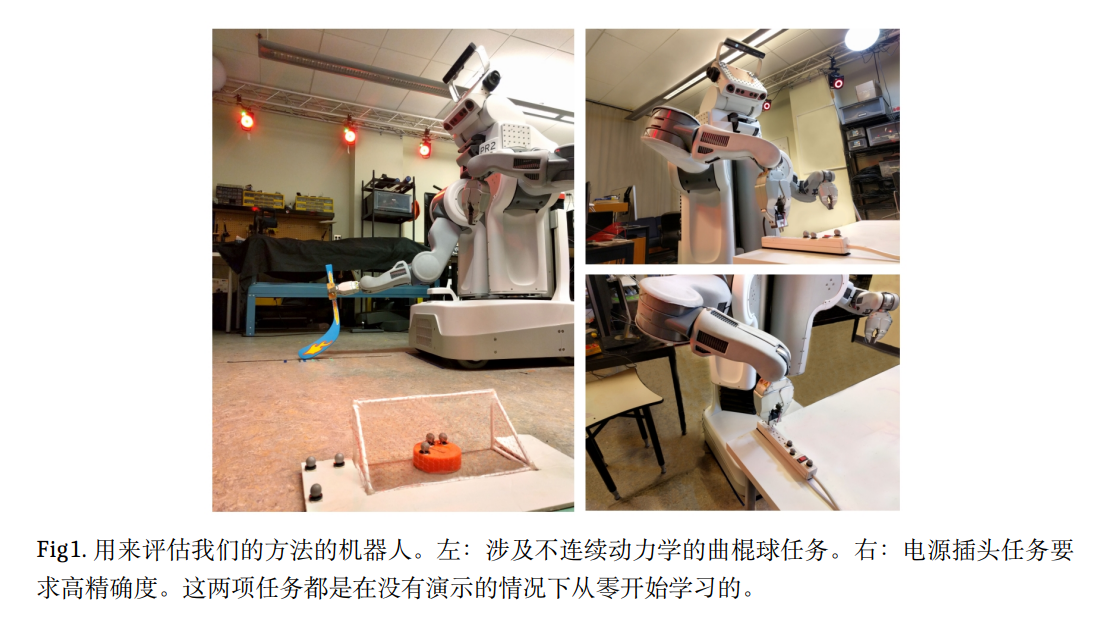 PR2
Fig1. 用来评估我们的方法的机器人。左：涉及不连续动力学的曲棍球任务。右：电源插头任务要
求高精确度。这两项任务都是在没有演示的情况下从零开始学习的。